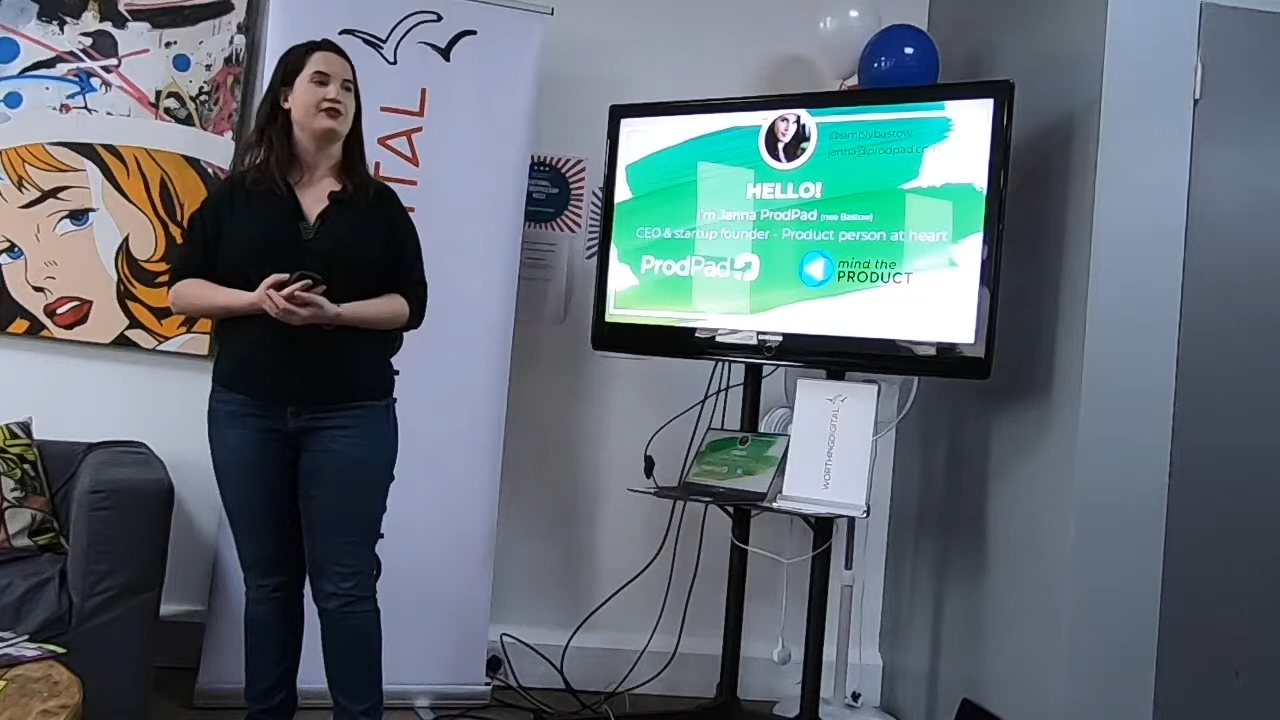 ITAL
@simplybastow
janna@prodpad.com
HELLO!
I'm Janna ProdPad (nee Bastow)
CEO & startup founder - Product person at heart
ProdPad
mind the
PRODUCT
WORTHINGDIGITAL